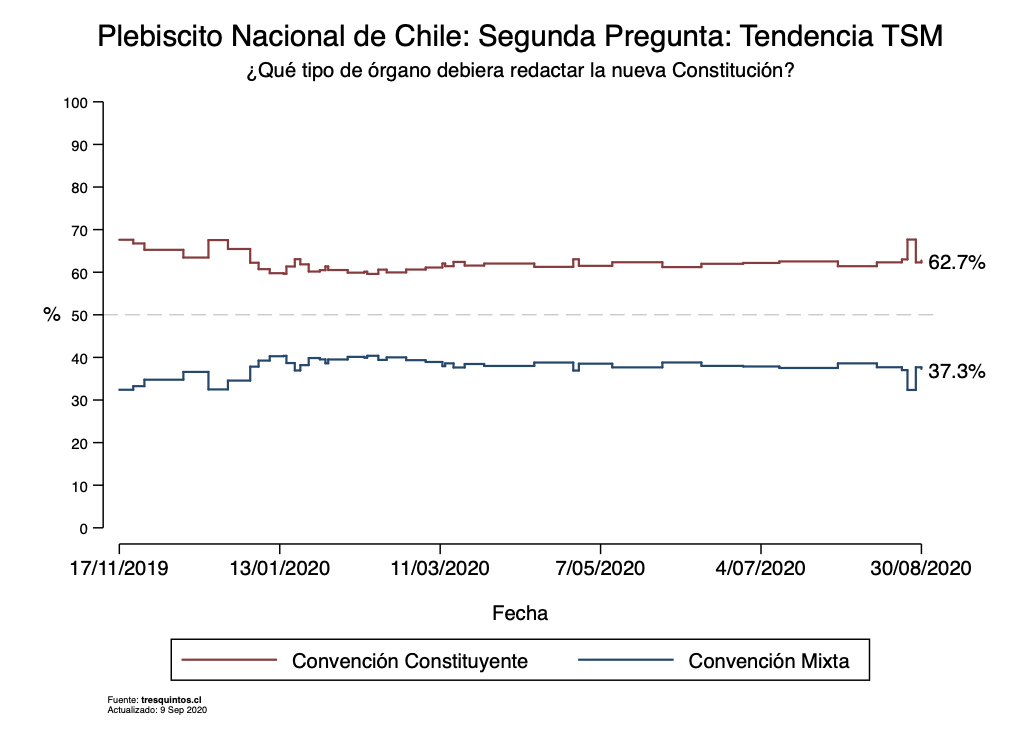 Plebiscito Nacional de Chile: Segunda Pregunta: Tendencia TSM
¿Qué tipo de órgano debiera redactar la nueva Constitución?
100
90
80
70
60
% 50
40
30
20
10
0
62.7%
37.3%
17/11/2019 13/01/2020 11/03/2020 7/05/2020 4/07/2020 30/08/2020
Fecha
Convención Constituyente Convención Mixta
Fuente: tresquintos.cl
Actualizado: 9 Sep 2020